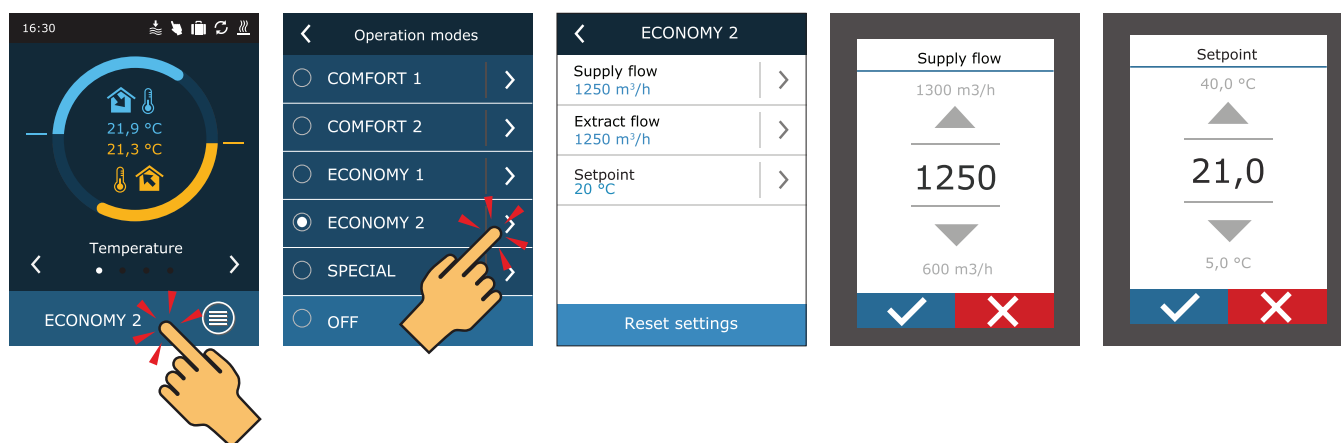 16:30
21,9 °C
21,3 °C
Temperature
ECONOMY 2
Operation modes
COMFORT 1
COMFORT 2
ECONOMY 1
ECONOMY 2
SPECIAL
OFF
ECONOMY 2
Supply flow
1250 m³/h
Extract flow
1250 m³/h
Setpoint
20 °C
Reset settings
Supply flow
1300 m3/h
1250
600 m3/h
Setpoint
40,0 °C
21,0
5,0 °C